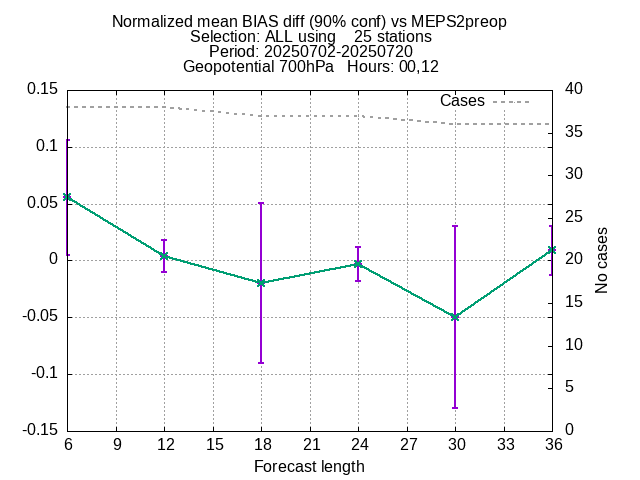 Normalized mean BIAS diff (90% conf) vs MEPS2preop
Selection: ALL using    25 stations
Period: 20250702-20250720
Geopotential 700hPa   Hours: 00,12
0.15
0.1
0.05
0
-0.05
-0.1
-0.15
Cases
40
35
30
25
20
15
10
5
0
No cases
6 9 12 15 18 21 24 27 30 33 36
Forecast length